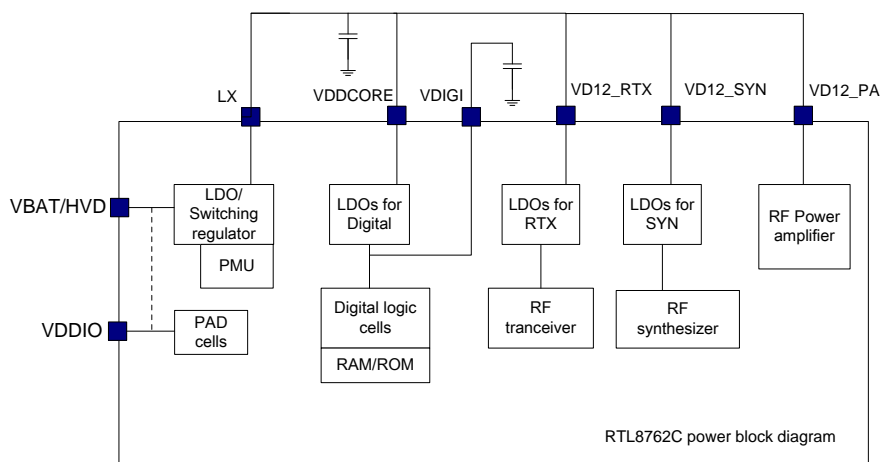 LX
VDDCORE
VDIGI
VD12_RTX
VD12_SYN
VD12_PA
VBAT/HVD
LDO/
Switching
regulator
PMU
LDOs for
Digital
LDOs for
RTX
LDOs for
SYN
RF Power
amplifier
VDDIO
PAD
cells
Digital logic
cells
RAM/ROM
RF
tranceiver
RF
synthesizer
RTL8762C power block diagram